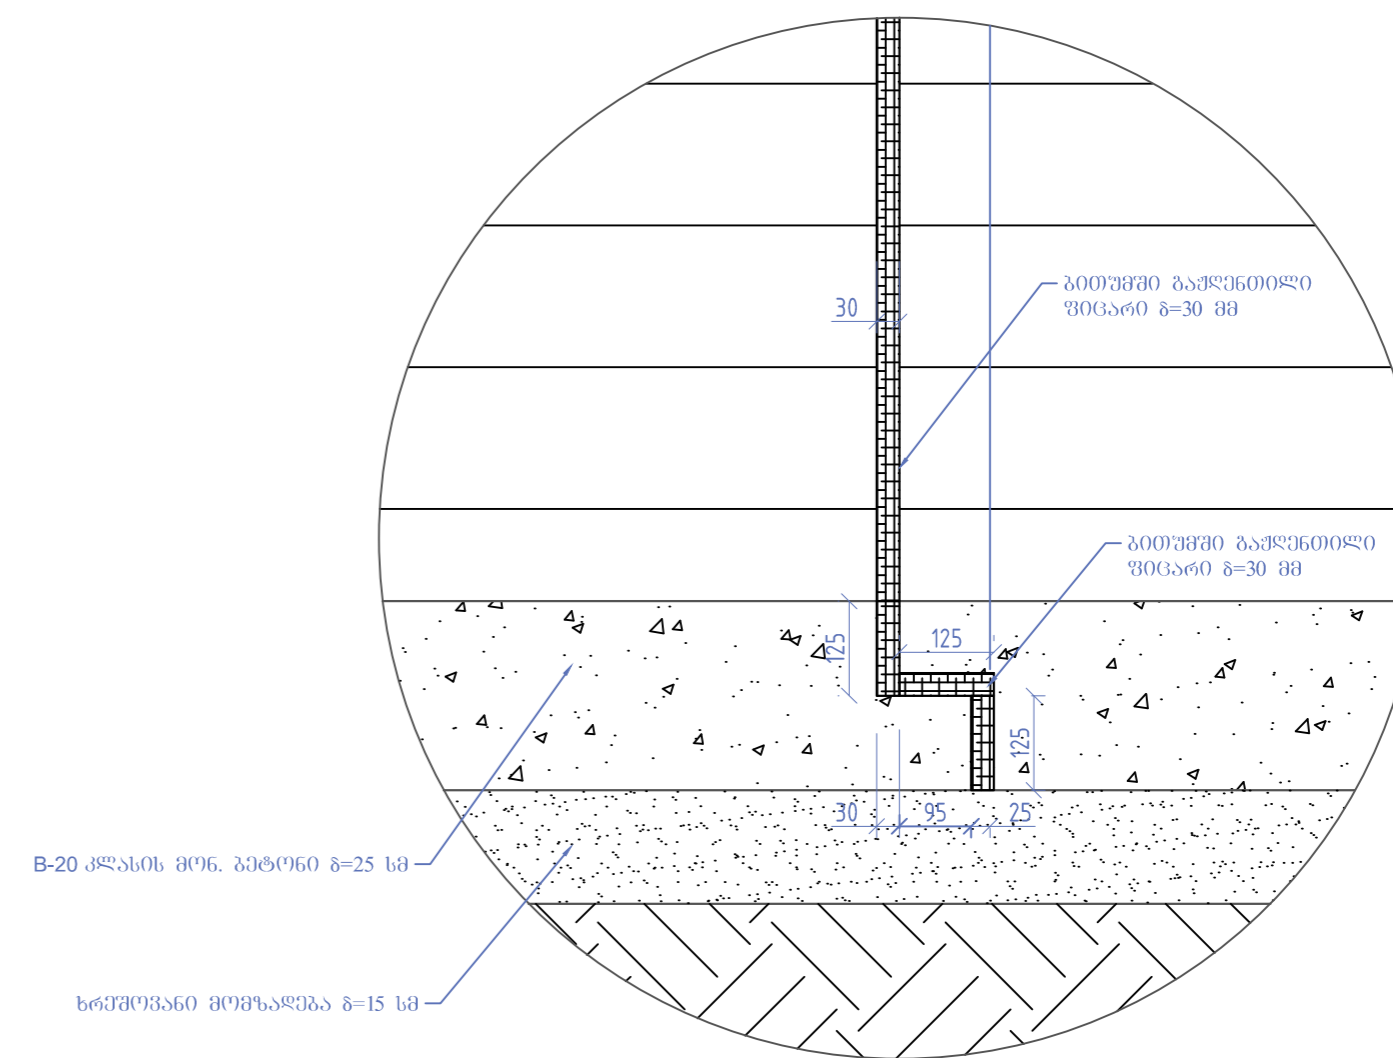 30
ბითუმში გაჟღენთილი
ფიცარი δ=30 მმ
ბითუმში გაჟღენთილი
ფიცარი δ=30 მმ
125
125
125
30
95
25
B-20 კლასის მონ. ბეტონი δ=25 სმ
ხრეშოვანი მომზადება δ=15 სმ